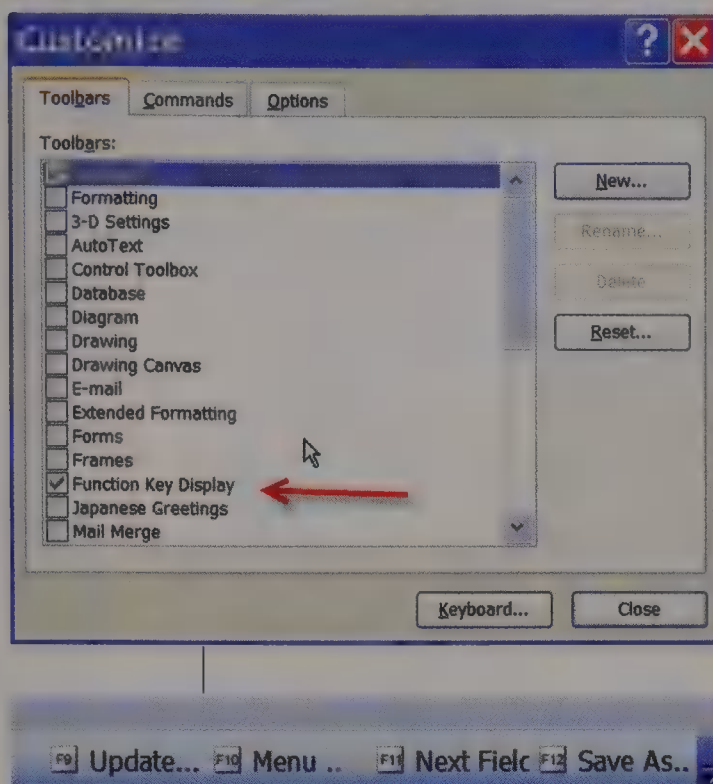 Customize
Toolbars Commands Options
Toolbars:
New...
Formatting
3-D Settings
Rename...
AutoText
Control Toolbox
Delete
Database
Diagram
Reset...
Drawing
Drawing Canvas
E-mail
Extended Formatting
Forms
Frames
Function Key Display
Japanese Greetings
Mail Merge
Keyboard... Close
F9 Update... F10 Menu .. F11 Next Fielc F12 Save As..